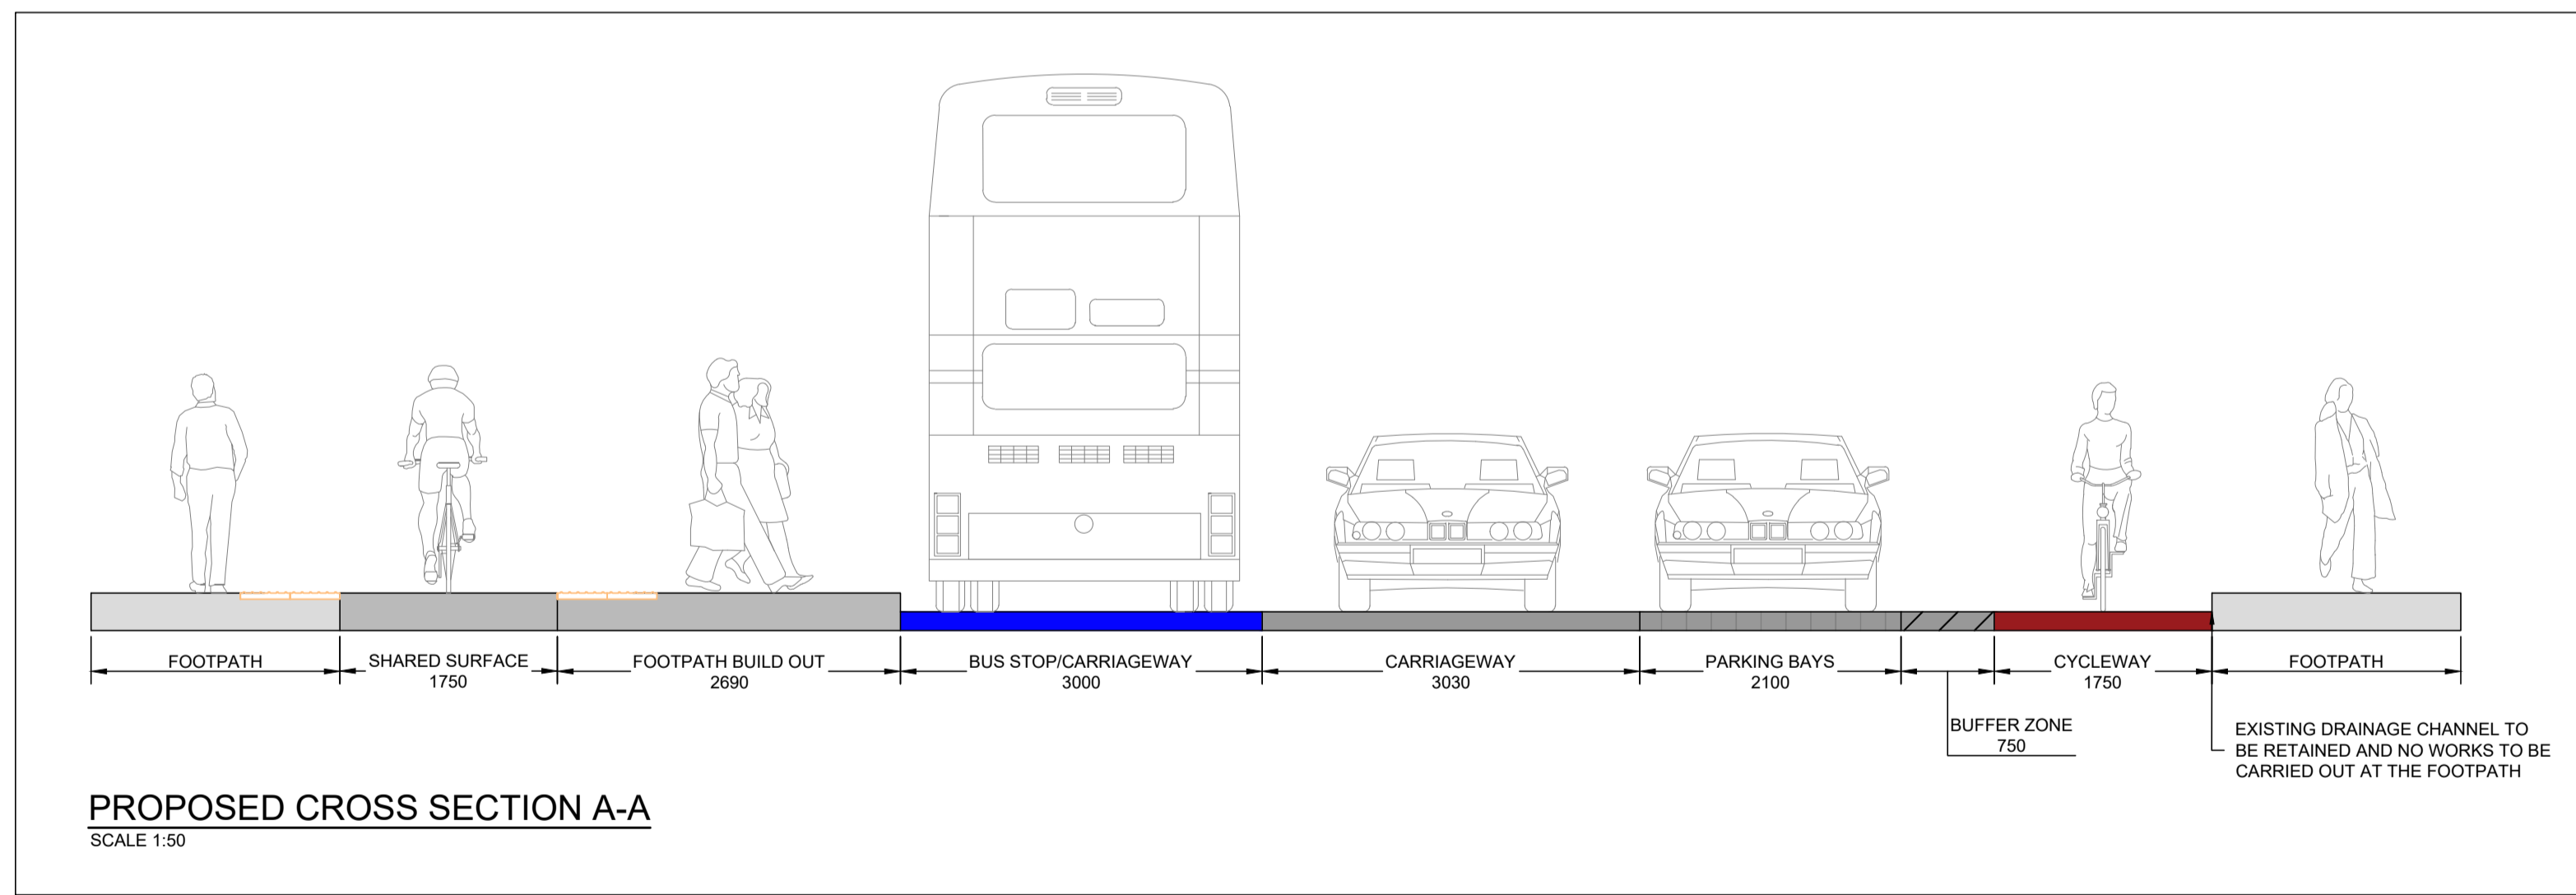 FOOTPATH
SHARED SURFACE
1750
FOOTPATH BUILD OUT
2690
BUS STOP/CARRIAGEWAY
3000
CARRIAGEWAY
3030
PARKING BAYS
2100
CYCLEWAY
1750
FOOTPATH
BUFFER ZONE
750
EXISTING DRAINAGE CHANNEL TO
BE RETAINED AND NO WORKS TO BE
CARRIED OUT AT THE FOOTPATH
PROPOSED CROSS SECTION A-A
SCALE 1:50